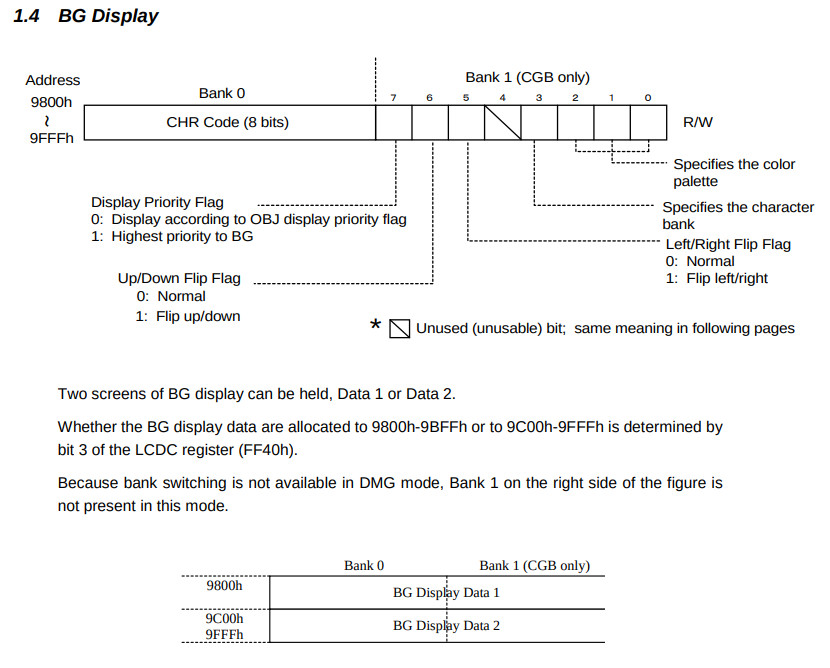 1.4 BG Display
Address
Bank 0
Bank 1 (CGB only)
9800h
7 6 5 4 3 2 1 0
≀
CHR Code (8 bits)
R/W
9FFFh
Specifies the color
palette
Display Priority Flag
0: Display according to OBJ display priority flag
1: Highest priority to BG
Specifies the character
bank
Left/Right Flip Flag
0: Normal
1: Flip left/right
Up/Down Flip Flag
0: Normal
1: Flip up/down
* Unused (unusable) bit; same meaning in following pages
Two screens of BG display can be held, Data 1 or Data 2.
Whether the BG display data are allocated to 9800h-9BFFh or to 9C00h-9FFFh is determined by
bit 3 of the LCDC register (FF40h).
Because bank switching is not available in DMG mode, Bank 1 on the right side of the figure is
not present in this mode.
Bank 0
Bank 1 (CGB only)
9800h
BG Display Data 1
9C00h
9FFFh
BG Display Data 2